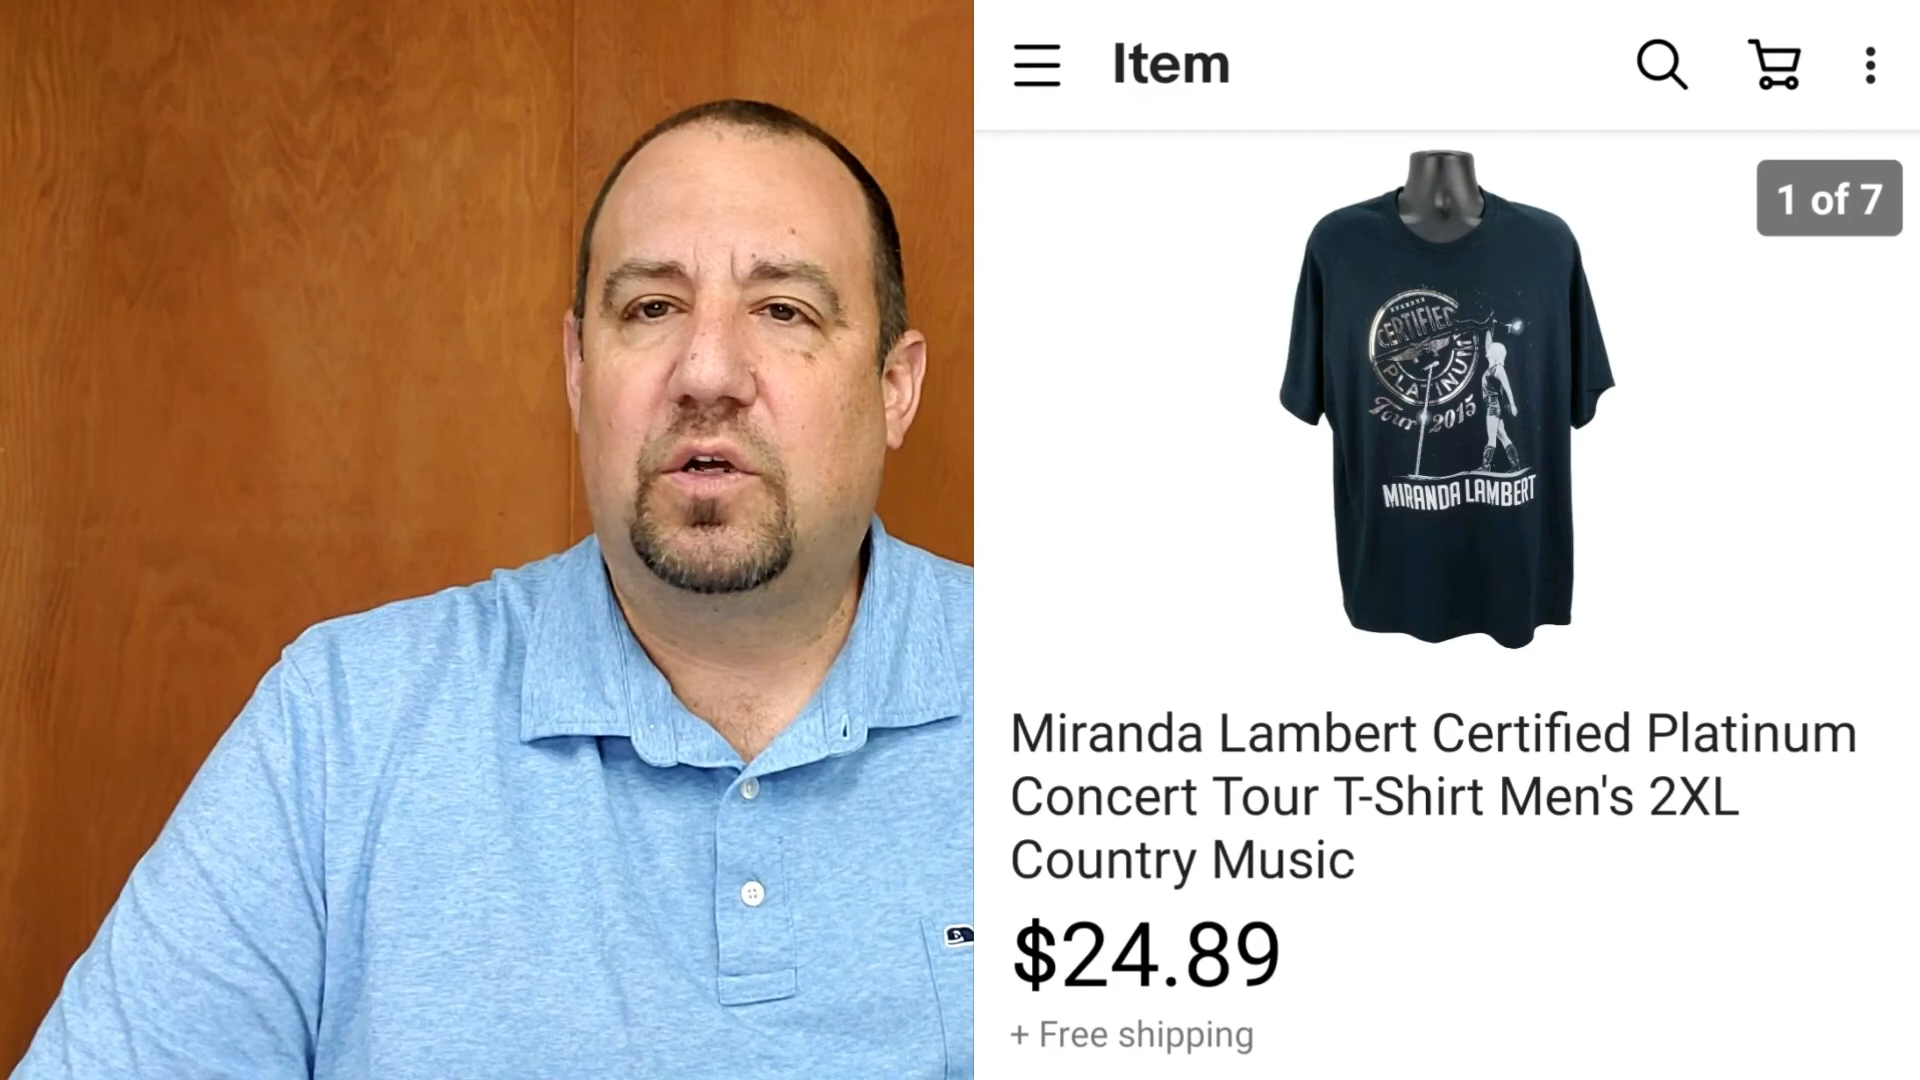 Item
1 of 7
CERTIFIED
PLATINUM
Tour 2015
MIRANDA LAMBERT
Miranda Lambert Certified Platinum
Concert Tour T-Shirt Men's 2XL
Country Music
$24.89
+ Free shipping